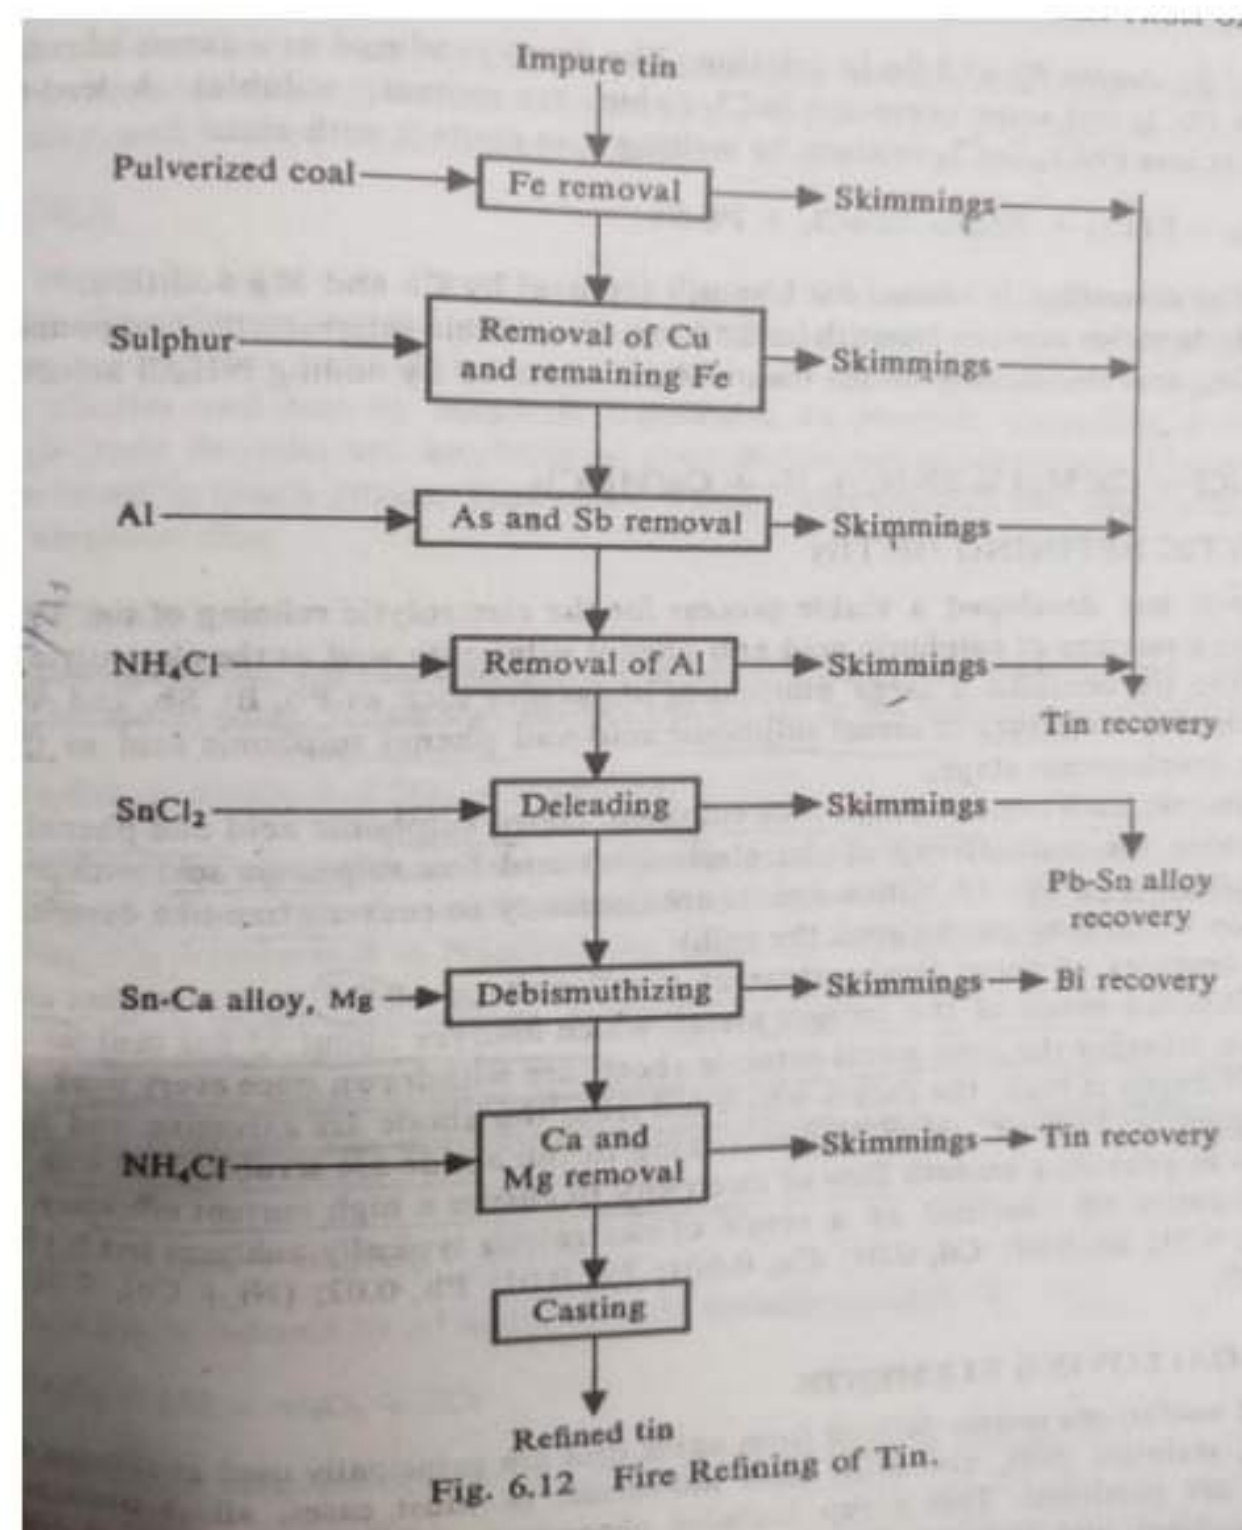 Impure tin
Pulverized coal
Fe removal
Skimmings
Sulphur
Removal of Cu
and remaining Fe
Skimmings
Al
As and Sb removal
Skimmings
NH₄Cl
Removal of Al
Skimmings
Tin recovery
SnCl₂
Deleading
Skimmings
Pb-Sn alloy
recovery
Sn-Ca alloy, Mg
Debismuthizing
Skimmings
Bi recovery
NH₄Cl
Ca and
Mg removal
Skimmings
Tin recovery
Casting
Refined tin
Fig. 6.12 Fire Refining of Tin.